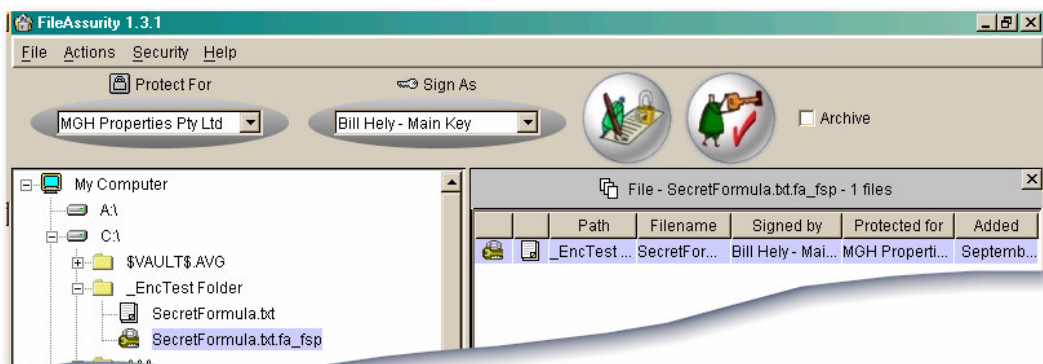 FileAssurity 1.3.1
File Actions Security Help
Protect For
Sign As
MGH Properties Pty Ltd
Bill Hely - Main Key
Archive
My Computer
A:\
C:\
$VAULT$.AVG
_EncTest Folder
SecretFormula.txt
SecretFormula.txt.fa_fsp
File - SecretFormula.txt.fa_fsp - 1 files
Path Filename Signed by Protected for Added
_EncTest ... SecretFor... Bill Hely - Mai... MGH Properti... Septemb...